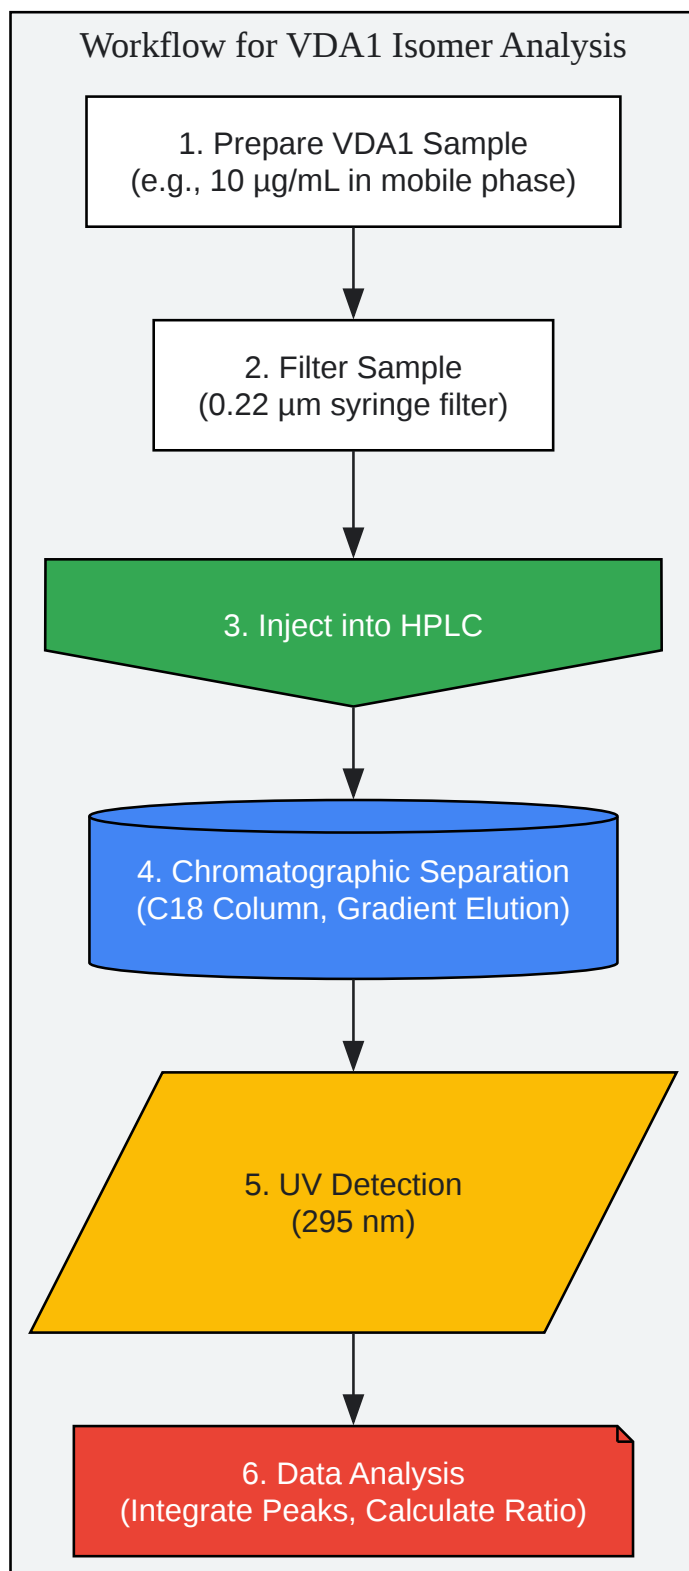 Workflow for VDA1 Isomer Analysis
1. Prepare VDA1 Sample
(e.g., 10 µg/mL in mobile phase)
2. Filter Sample
(0.22 µm syringe filter)
3. Inject into HPLC
4. Chromatographic Separation
(C18 Column, Gradient Elution)
5. UV Detection
(295 nm)
6. Data Analysis
(Integrate Peaks, Calculate Ratio)